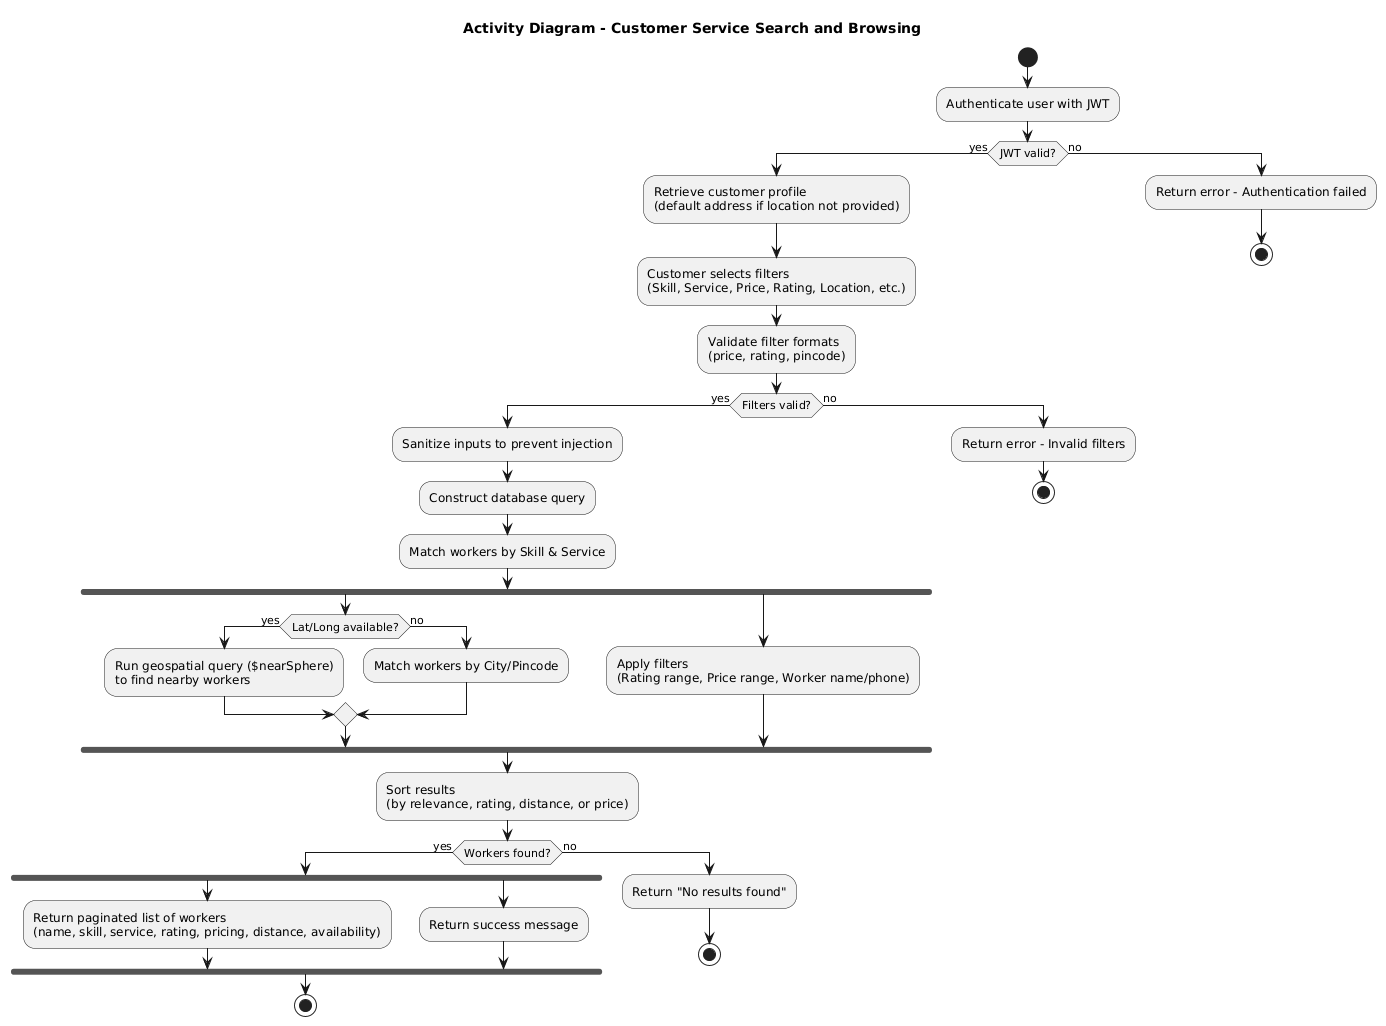 Activity Diagram - Customer Service Search and Browsing
Authenticate user with JWT
yes
JWT valid?
no
Retrieve customer profile
(default address if location not provided)
Return error - Authentication failed
Customer selects filters
(Skill, Service, Price, Rating, Location, etc.)
Validate filter formats
(price, rating, pincode)
yes
Filters valid?
no
Sanitize inputs to prevent injection
Return error - Invalid filters
Construct database query
Match workers by Skill & Service
yes
Lat/Long available?
no
Run geospatial query ($nearSphere)
to find nearby workers
Match workers by City/Pincode
Apply filters
(Rating range, Price range, Worker name/phone)
Sort results
(by relevance, rating, distance, or price)
yes
Workers found?
no
Return paginated list of workers
(name, skill, service, rating, pricing, distance, availability)
Return success message
Return "No results found"